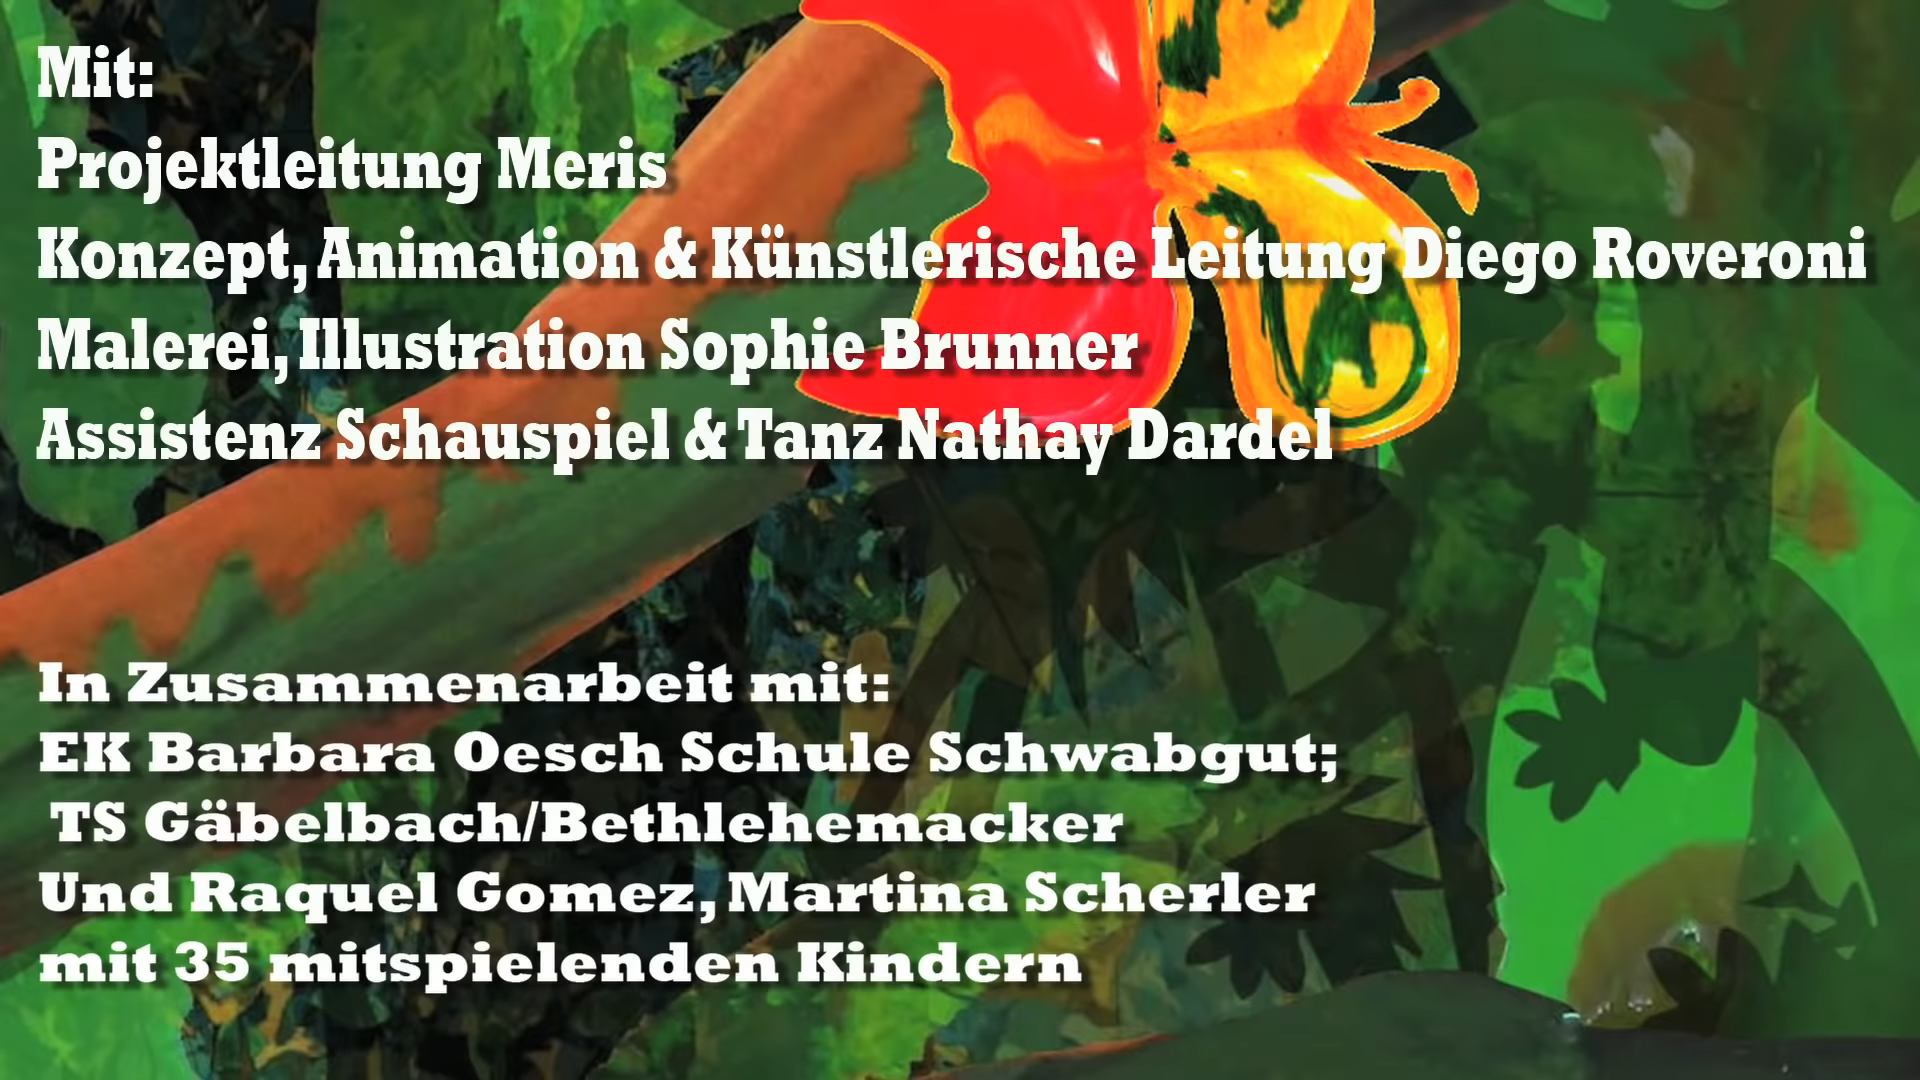 Mit:
Projektleitung Meris
Konzept, Animation & Künstlerische Leitung Diego Roveroni
Malerei, Illustration Sophie Brunner
Assistenz Schauspiel & Tanz Nathay Dardel
In Zusammenarbeit mit:
EK Barbara Oesch Schule Schwabgut;
TS Gäbelbach/Bethlehemacker
Und Raquel Gomez, Martina Scherler
mit 35 mitspielenden Kindern